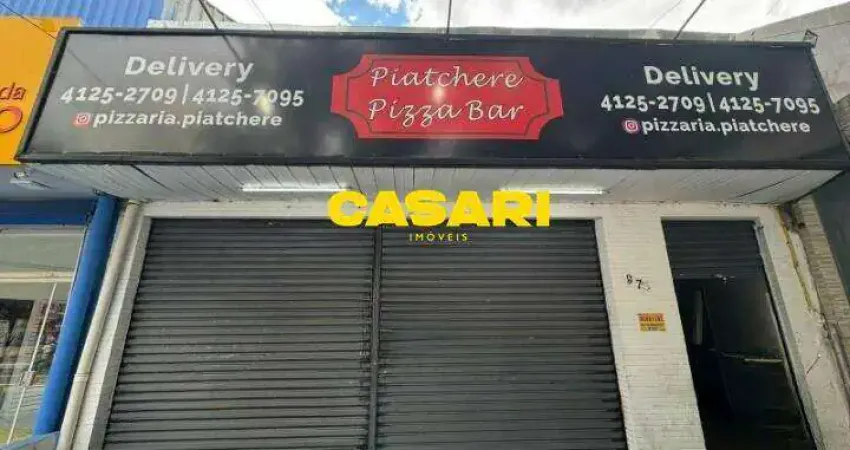 Delivery
4125-2709 | 4125-7095
pizzaria.piatchere
Piatchere
Pizza Bar
Delivery
4125-2709 | 4125-7095
pizzaria.piatchere
da
O
CASARI
IMÓVEIS